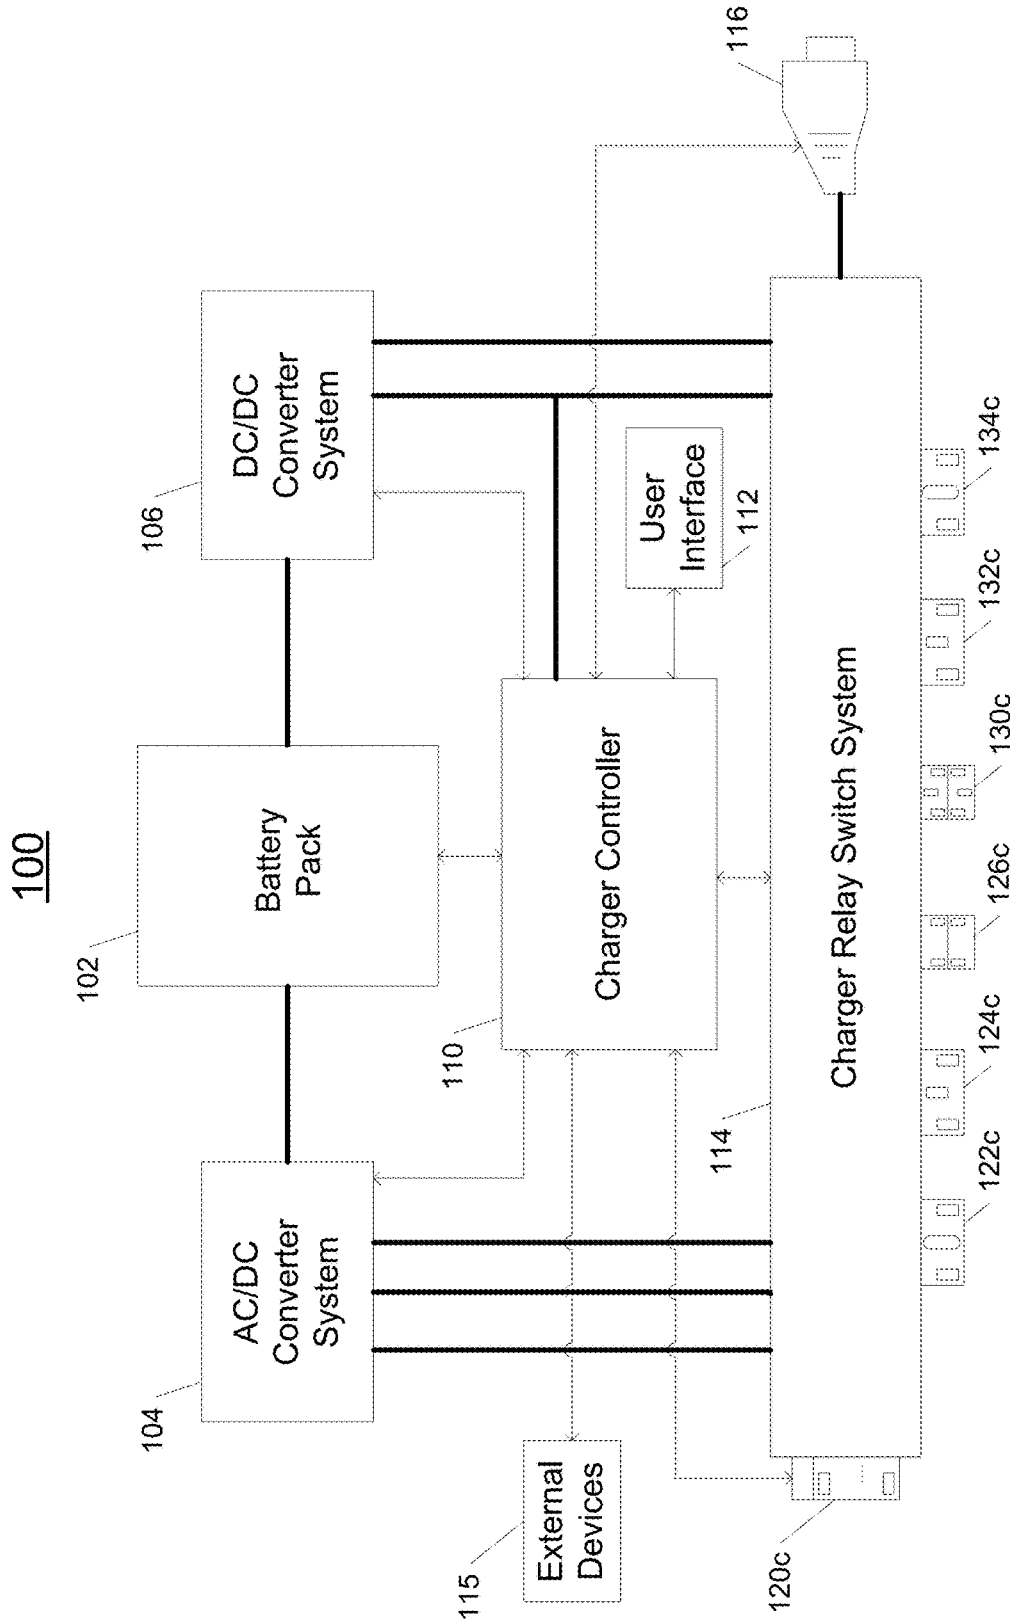 100
102
Battery
Pack
104
AC/DC
Converter
System
106
DC/DC
Converter
System
110
Charger Controller
115
External
Devices
User
Interface
112
114
Charger Relay Switch System
116
120c
122c
124c
126c
130c
132c
134c